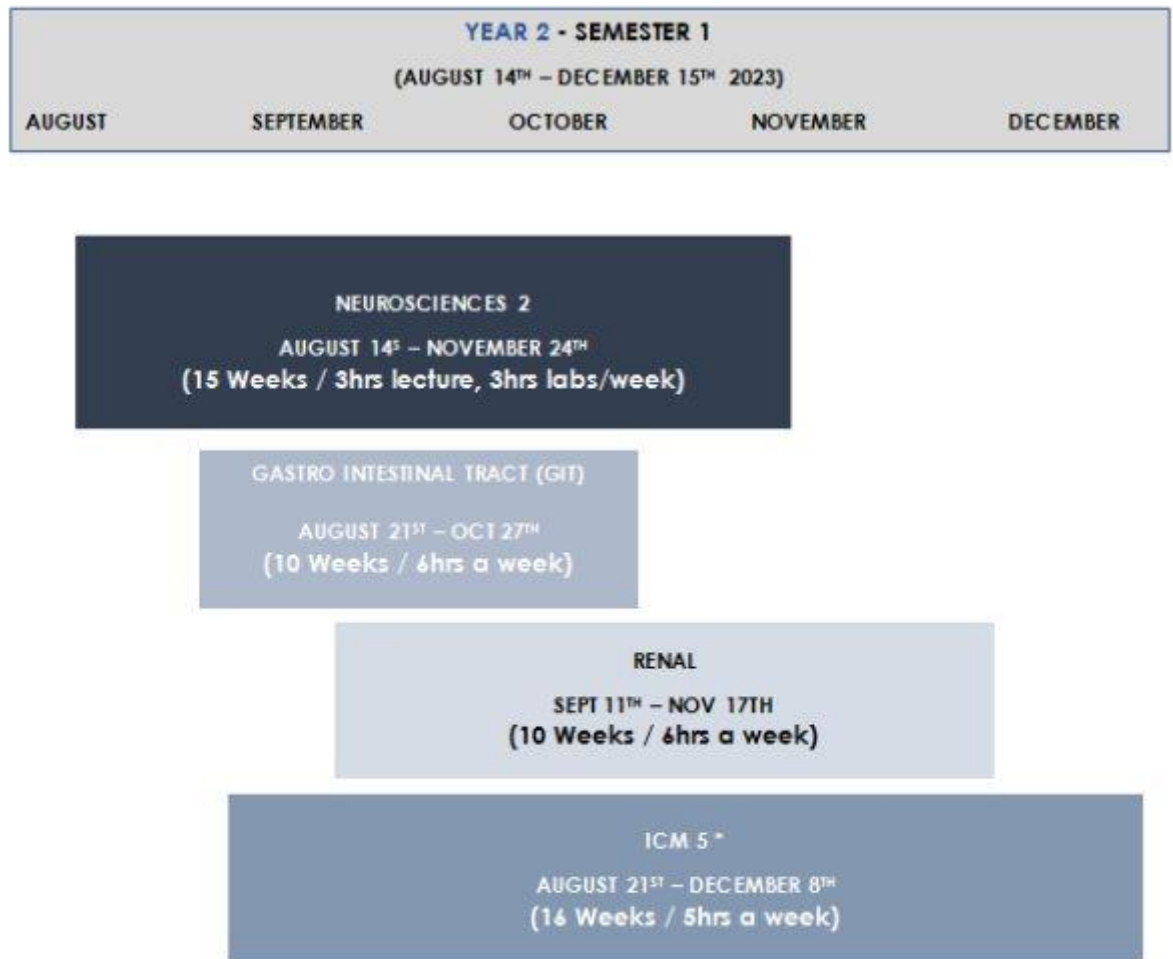 YEAR 2 - SEMESTER 1
(AUGUST 14TH – DECEMBER 15TH 2023)
AUGUST SEPTEMBER OCTOBER NOVEMBER DECEMBER
NEUROSCIENCES 2
AUGUST 14S – NOVEMBER 24TH
(15 Weeks / 3hrs lecture, 3hrs labs/week)
GASTRO INTESTINAL TRACT (GIT)
AUGUST 21ST – OCT 27TH
(10 Weeks / 6hrs a week)
RENAL
SEPT 11TH – NOV 17TH
(10 Weeks / 6hrs a week)
ICM 5 *
AUGUST 21ST – DECEMBER 8TH
(16 Weeks / 5hrs a week)